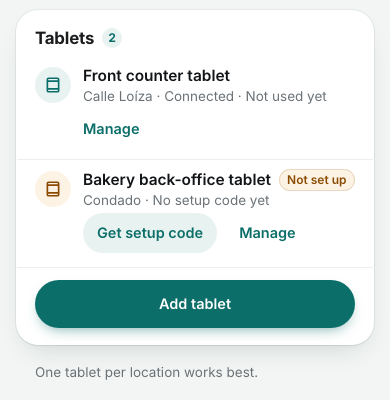 Tablets 2
Front counter tablet
Calle Loíza · Connected · Not used yet
Manage
Bakery back-office tablet Not set up
Condado · No setup code yet
Get setup code Manage
Add tablet
One tablet per location works best.